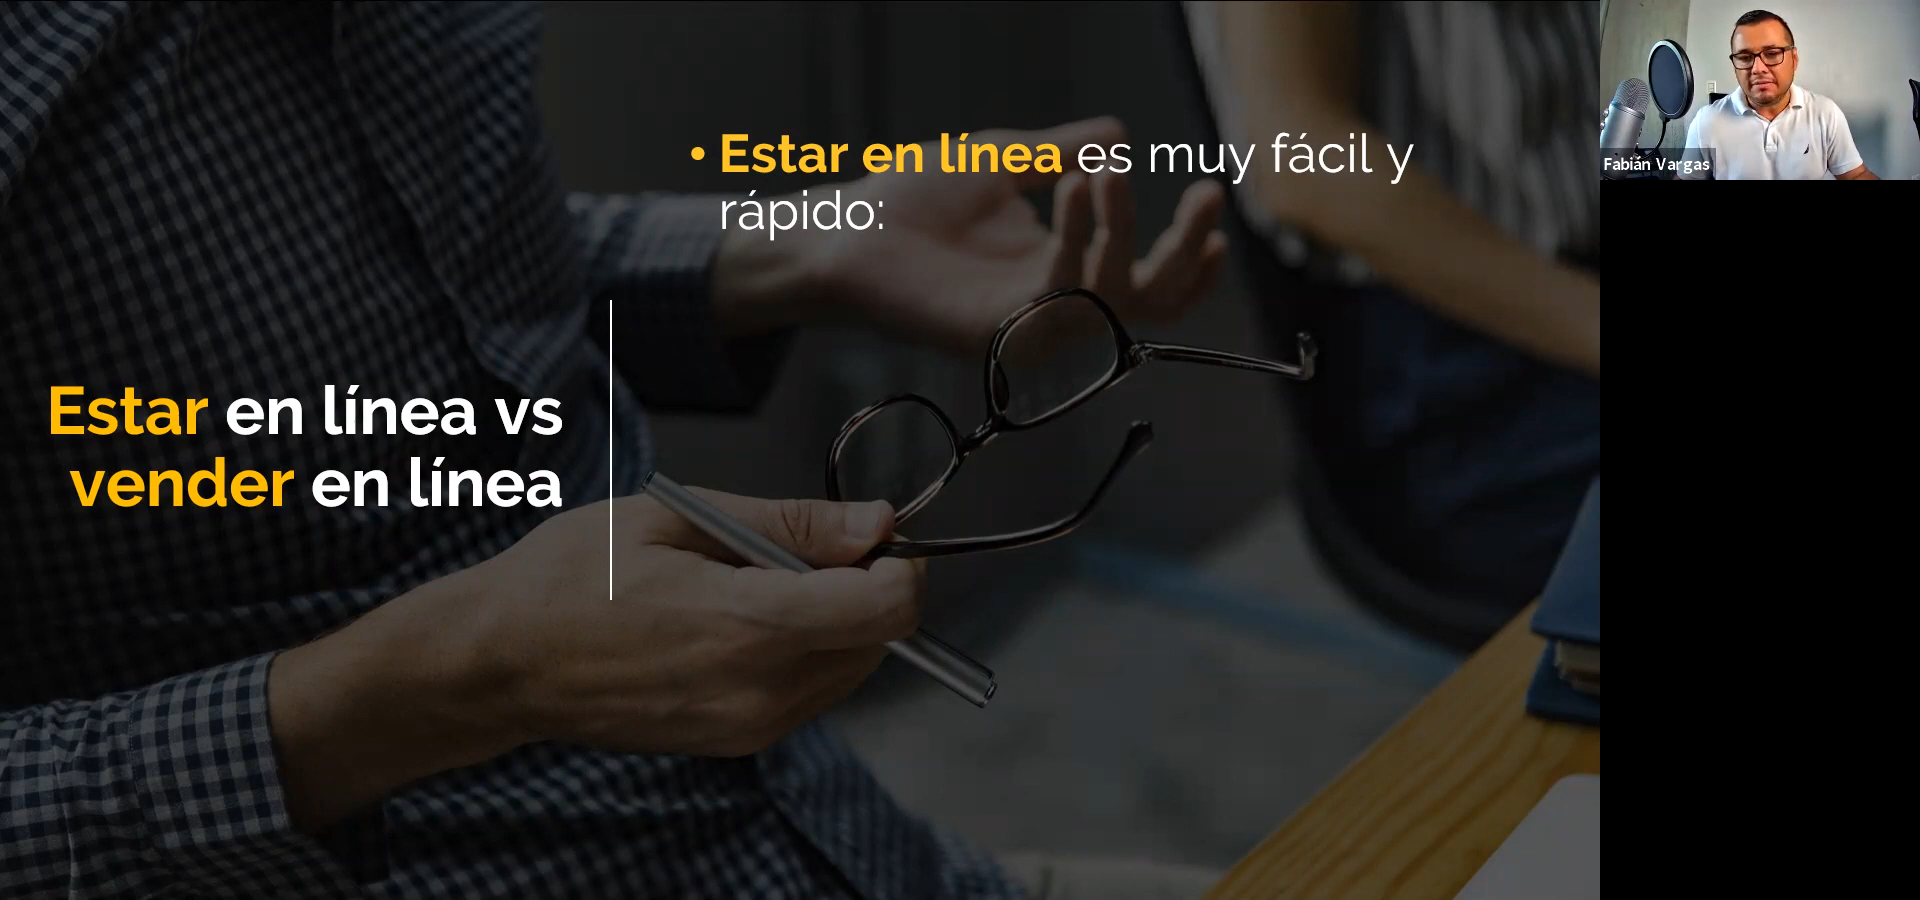 Estar en línea vs
vender en línea
• Estar en línea es muy fácil y
rápido:
Fabián Vargas